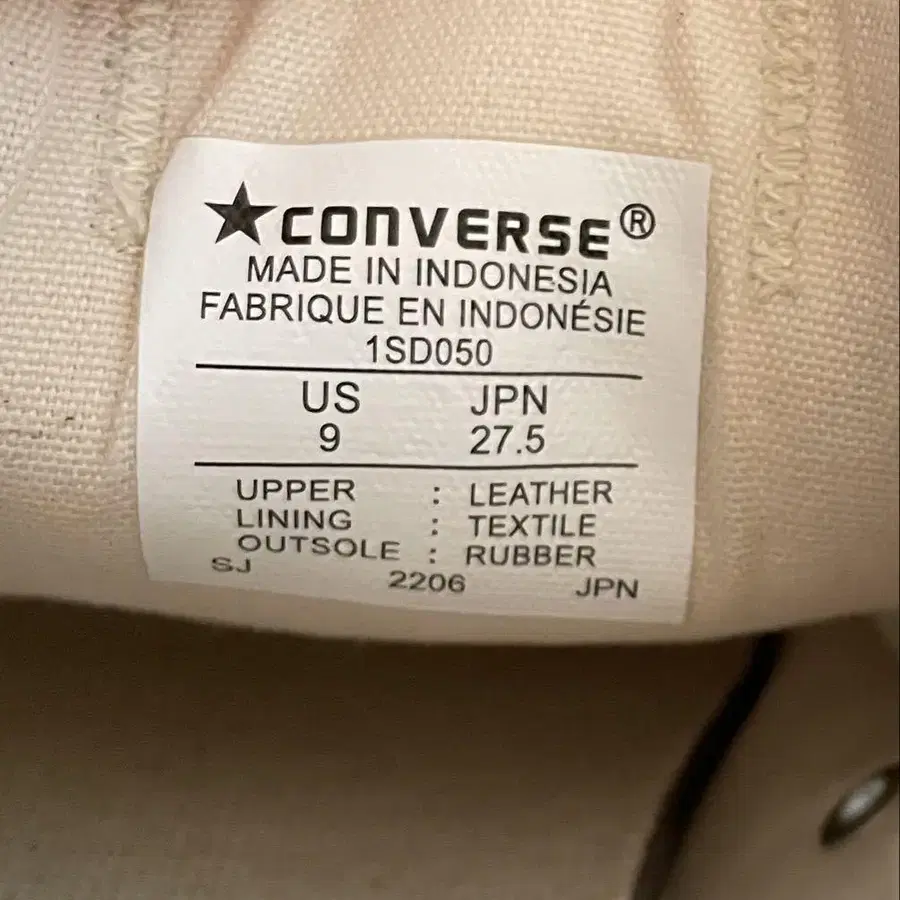 CONVERSE®
MADE IN INDONESIA
FABRIQUE EN INDONÉSIE
1SD050
US JPN
9 27.5
UPPER : LEATHER
LINING : TEXTILE
OUTSOLE : RUBBER
SJ 2206 JPN